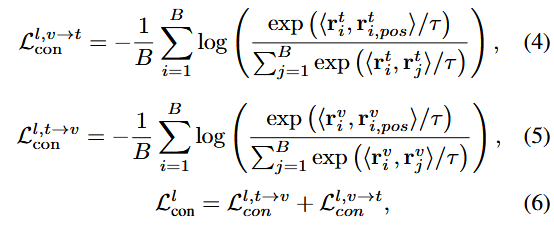 $\mathcal{L}_{\text{con}}^{l,v \to t} = -\frac{1}{B} \sum_{i=1}^{B} \log \left( \frac{\exp\left(\langle \mathbf{r}_i^t, \mathbf{r}_{i,pos}^t \rangle / \tau\right)}{\sum_{j=1}^{B} \exp\left(\langle \mathbf{r}_i^t, \mathbf{r}_j^t \rangle / \tau\right)} \right), \quad (4)$
$\mathcal{L}_{\text{con}}^{l,t \to v} = -\frac{1}{B} \sum_{i=1}^{B} \log \left( \frac{\exp\left(\langle \mathbf{r}_i^v, \mathbf{r}_{i,pos}^v \rangle / \tau\right)}{\sum_{j=1}^{B} \exp\left(\langle \mathbf{r}_i^v, \mathbf{r}_j^v \rangle / \tau\right)} \right), \quad (5)$
$\mathcal{L}_{\text{con}}^{l} = \mathcal{L}_{con}^{l,t \to v} + \mathcal{L}_{con}^{l,v \to t}, \quad (6)$